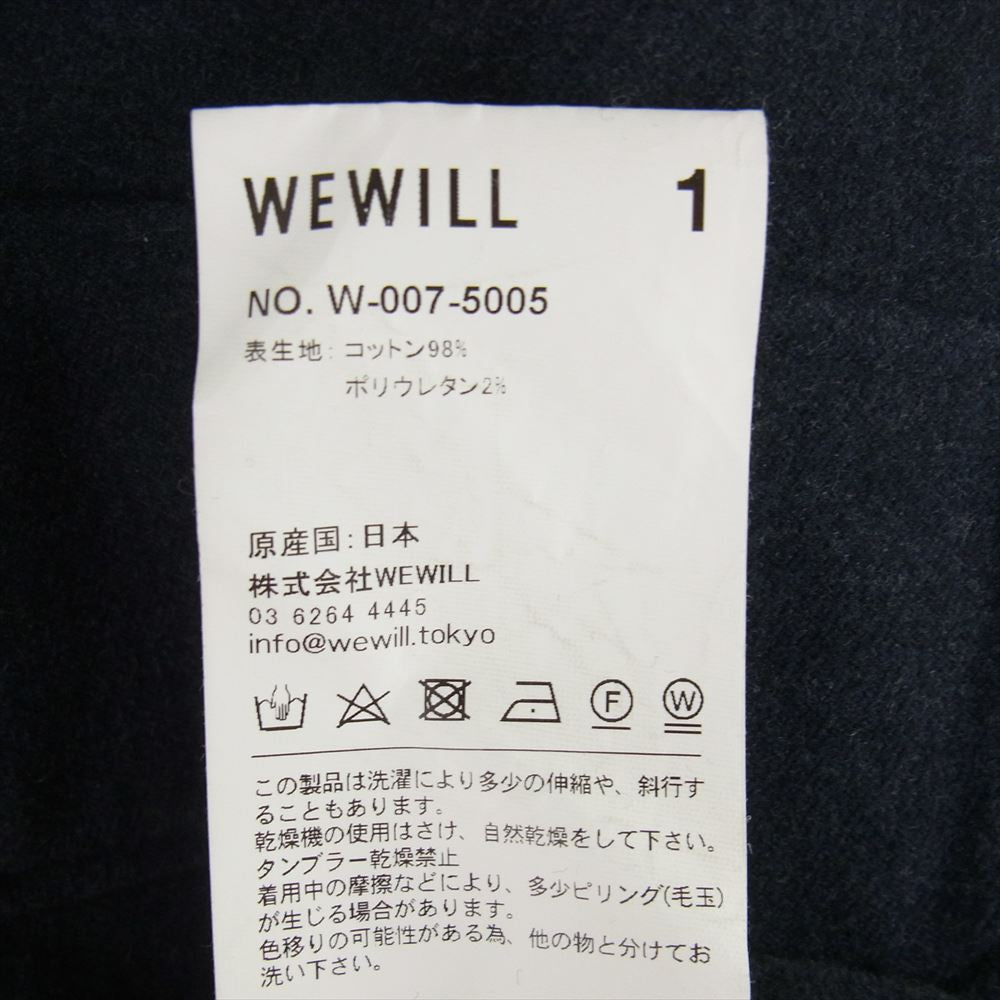 WEWILL 1
NO. W-007-5005
表生地: コットン98%
ポリウレタン2%
原産国:日本
株式会社WEWILL
03 6264 4445
info@wewill.tokyo
F W
この製品は洗濯により多少の伸縮や、斜行す
ることもあります。
乾燥機の使用はさけ、自然乾燥をして下さい。
タンブラー乾燥禁止
着用中の摩擦などにより、多少ピリング(毛玉)
が生じる場合があります。
色移りの可能性がある為、他の物と分けてお
洗い下さい。